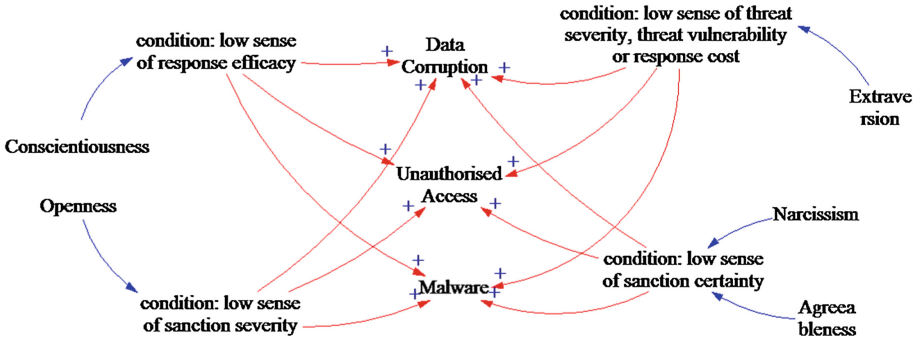 condition: low sense
of response efficacy
Data
Corruption
condition: low sense of threat
severity, threat vulnerability
or response cost
Extrave
rsion
Conscientiousness
Unauthorised
Access
Openness
Narcissism
condition: low sense
of sanction certainty
Malware
condition: low sense
of sanction severity
Agreea
bleness
+
+
+
+
+
+
+
+
+
+
+
+